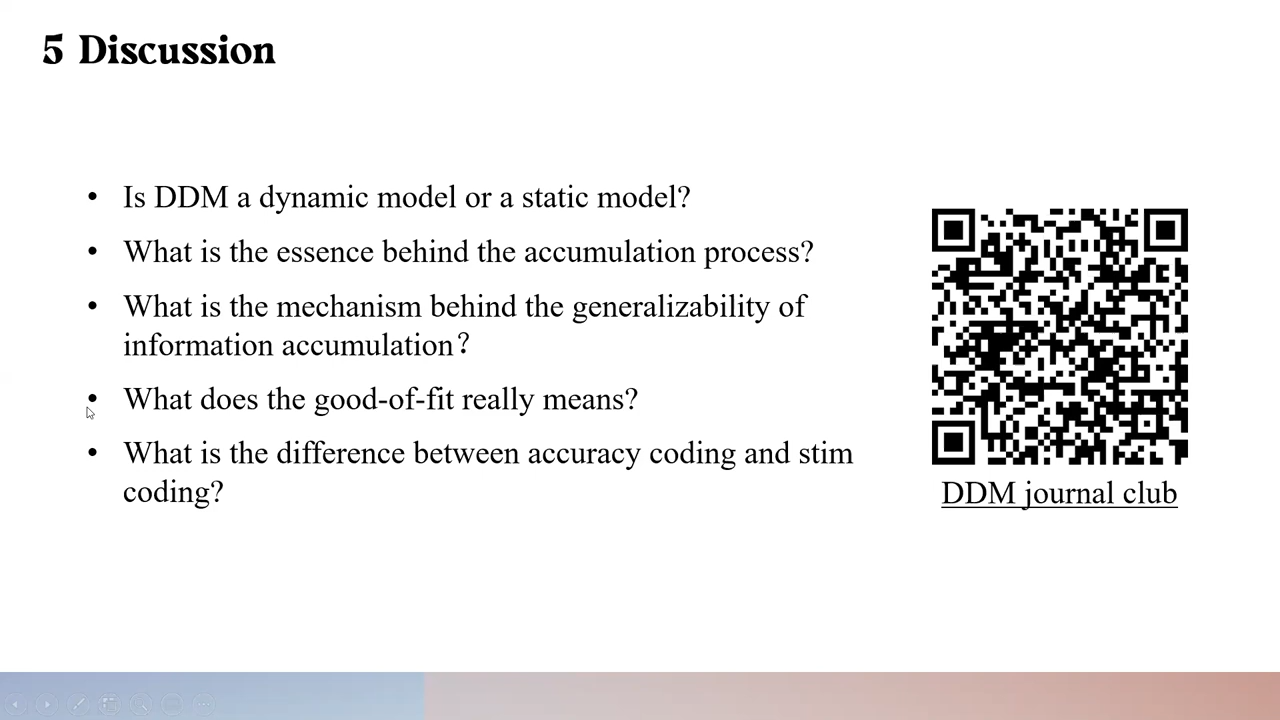 5 Discussion
• Is DDM a dynamic model or a static model?
• What is the essence behind the accumulation process?
• What is the mechanism behind the generalizability of
information accumulation？
• What does the good-of-fit really means?
• What is the difference between accuracy coding and stim
coding?
DDM journal club